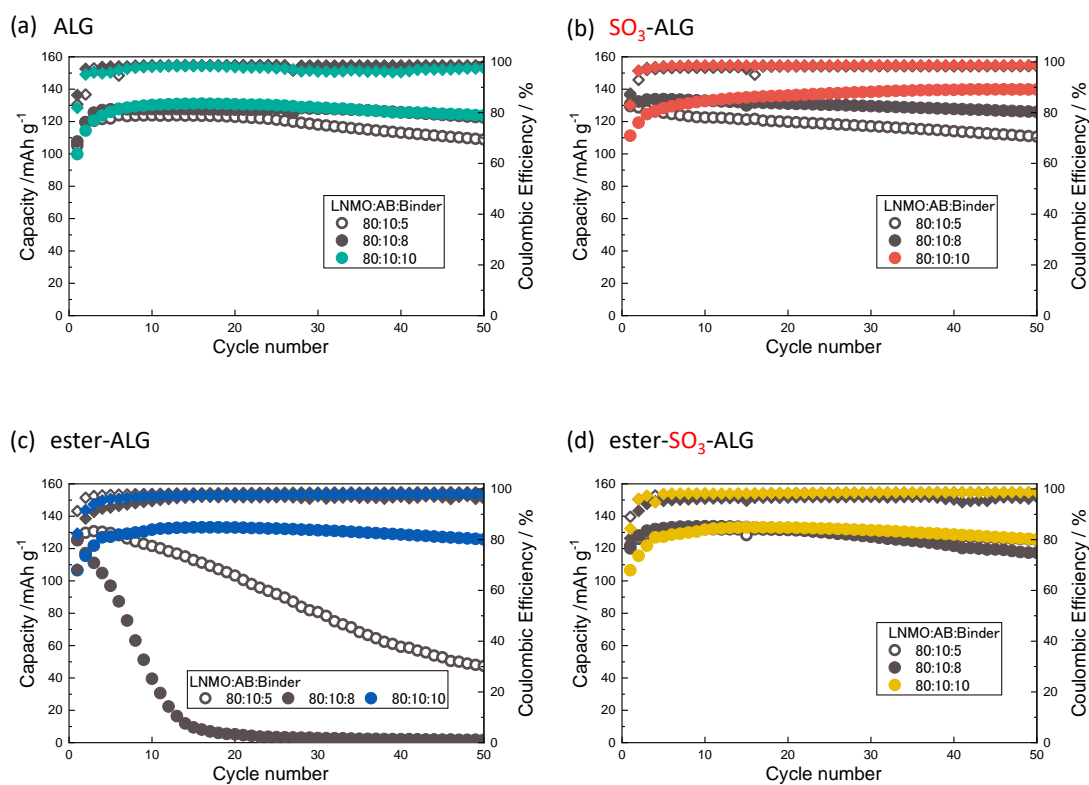 (a) ALG
160
140
120
100
80
60
40
20
0
100
80
60
40
20
0
0 10 20 30 40 50
Capacity /mAh g⁻¹
Coulombic Efficiency / %
Cycle number
LNMO:AB:Binder
80:10:5
80:10:8
80:10:10
(b) SO₃-ALG
160
140
120
100
80
60
40
20
0
100
80
60
40
20
0
0 10 20 30 40 50
Capacity /mAh g⁻¹
Coulombic Efficiency / %
Cycle number
LNMO:AB:Binder
80:10:5
80:10:8
80:10:10
(c) ester-ALG
160
140
120
100
80
60
40
20
0
100
80
60
40
20
0
0 10 20 30 40 50
Capacity /mAh g⁻¹
Coulombic Efficiency / %
Cycle number
LNMO:AB:Binder
80:10:5 80:10:8 80:10:10
(d) ester-SO₃-ALG
160
140
120
100
80
60
40
20
0
100
80
60
40
20
0
0 10 20 30 40 50
Capacity /mAh g⁻¹
Coulombic Efficiency / %
Cycle number
LNMO:AB:Binder
80:10:5
80:10:8
80:10:10